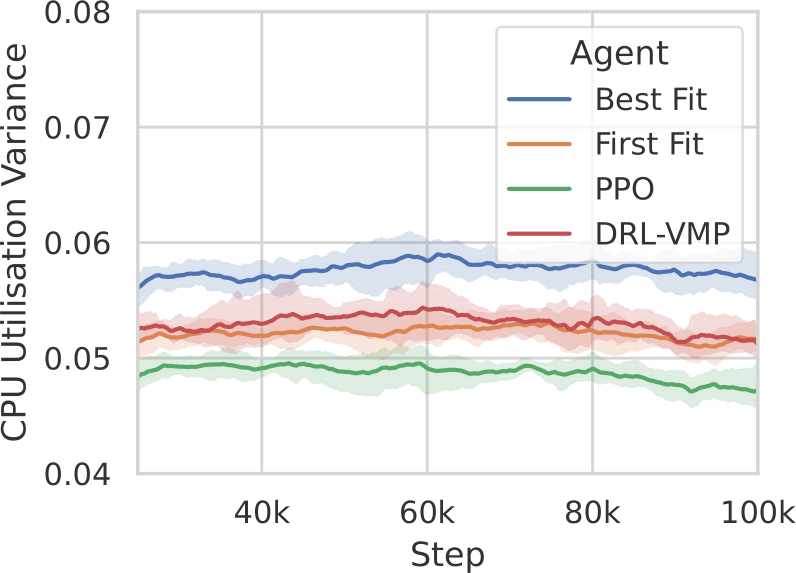 CPU Utilisation Variance
0.08
0.07
0.06
0.05
0.04
Agent
Best Fit
First Fit
PPO
DRL-VMP
40k
60k
80k
100k
Step